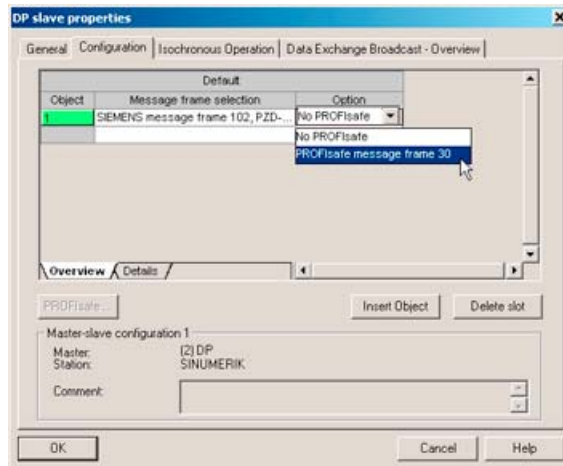 DP slave properties
General Configuration Isochronous Operation Data Exchange Broadcast - Overview
Default
Object Message frame selection Option
1 SIEMENS message frame 102, PZD-... No PROFIsafe
No PROFIsafe
PROFIsafe message frame 30
Overview Details
PROFIsafe... Insert Object Delete slot
Master-slave configuration 1
Master: (2) DP
Station: SINUMERIK
Comment:
OK Cancel Help